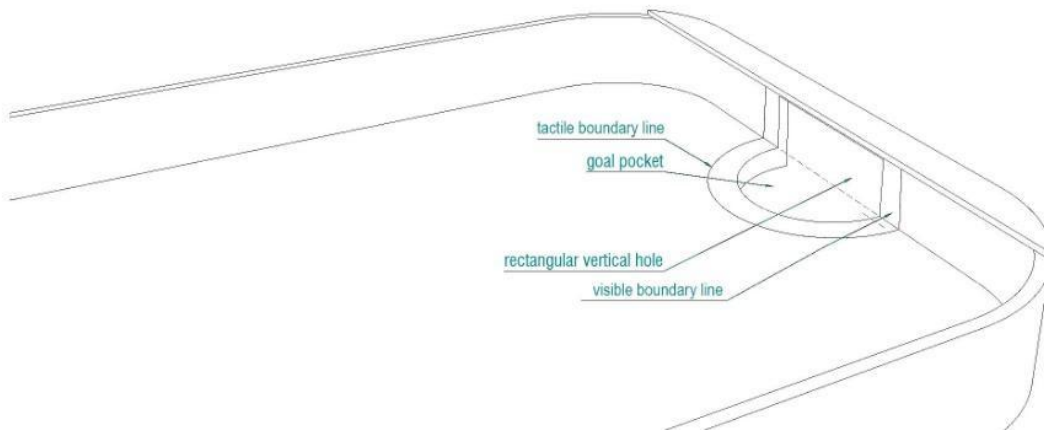 tactile boundary line
goal pocket
rectangular vertical hole
visible boundary line